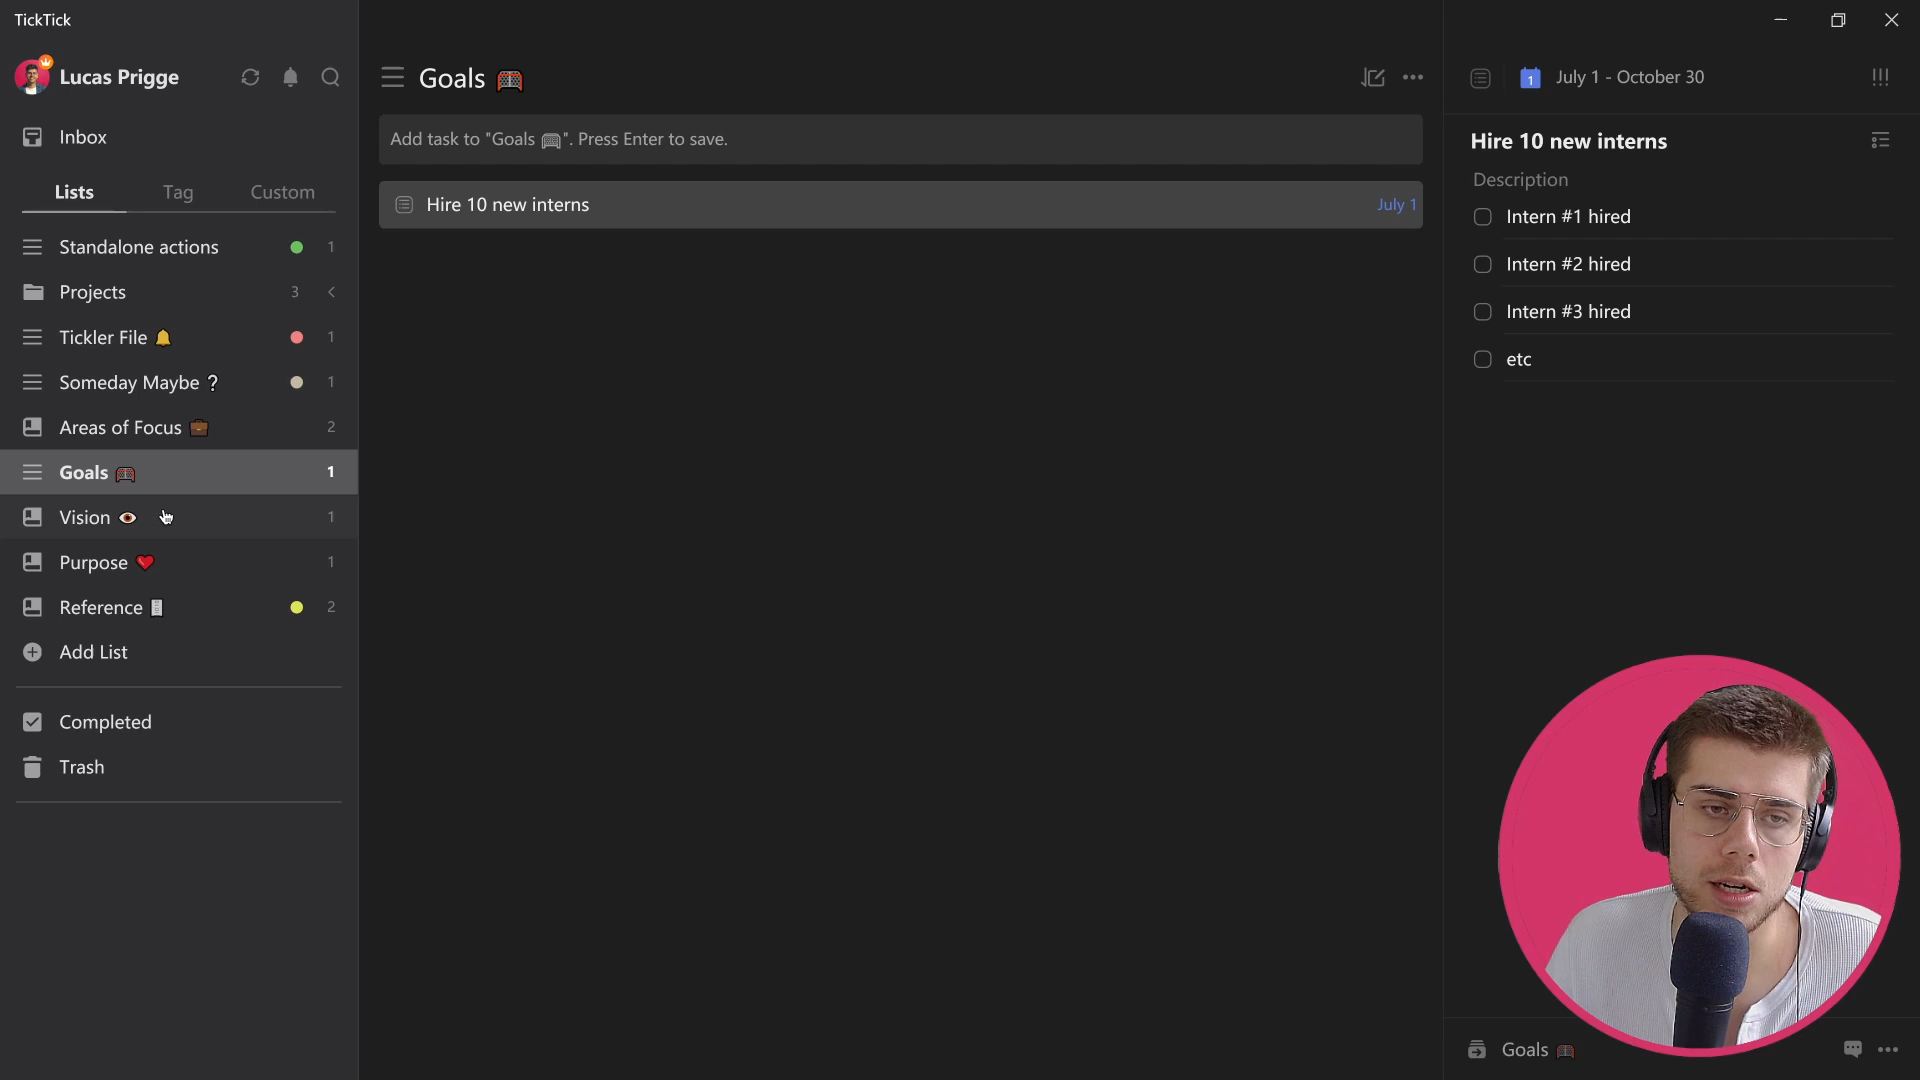 TickTick
Lucas Prigge
Inbox
Lists Tag Custom
Standalone actions 1
Projects 3
Tickler File 🔔 1
Someday Maybe ❔ 1
Areas of Focus 💼 2
Goals 🥅 1
Vision 👁 1
Purpose ❤️ 1
Reference 🗄 2
Add List
Completed
Trash
Goals 🥅
Add task to "Goals 🥅". Press Enter to save.
Hire 10 new interns July 1
1 July 1 - October 30
Hire 10 new interns
Description
Intern #1 hired
Intern #2 hired
Intern #3 hired
etc
Goals 🥅